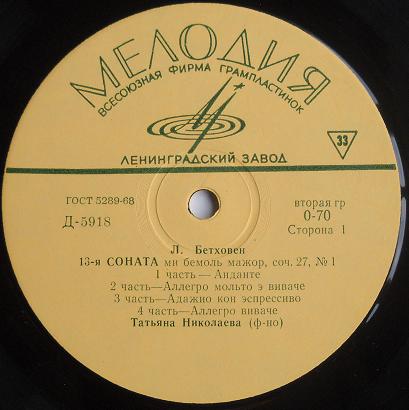 МЕЛОДИЯ
ВСЕСОЮЗНАЯ ФИРМА ГРАМПЛАСТИНОК
33
ЛЕНИНГРАДСКИЙ ЗАВОД
ГОСТ 5289-68
вторая гр
Д-5918
0-70
Сторона 1
Л. Бетховен
13-я СОНАТА ми бемоль мажор, соч. 27, № 1
1 часть — Анданте
2 часть—Аллегро мольто э виваче
3 часть—Адажио кон эспрессиво
4 часть—Аллегро виваче
Татьяна Николаева (ф-но)